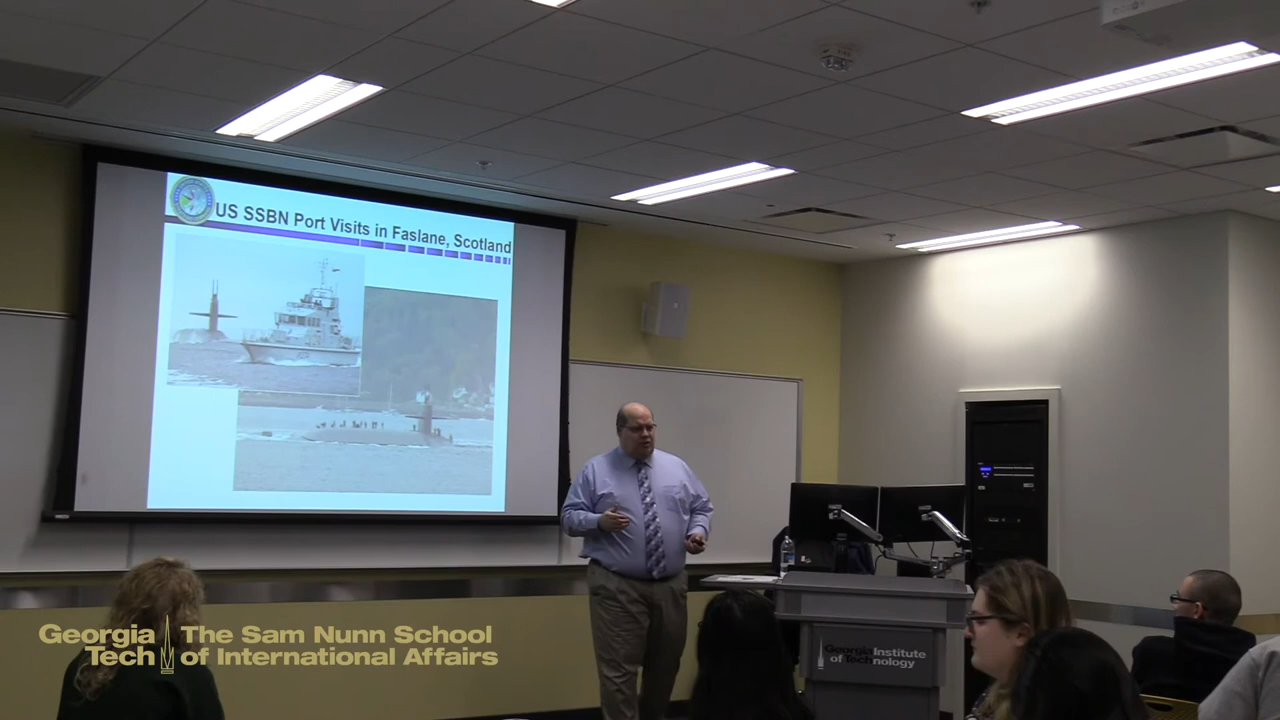 US SSBN Port Visits in Faslane, Scotland
Georgia Tech
The Sam Nunn School
of International Affairs
Georgia Institute
of Technology